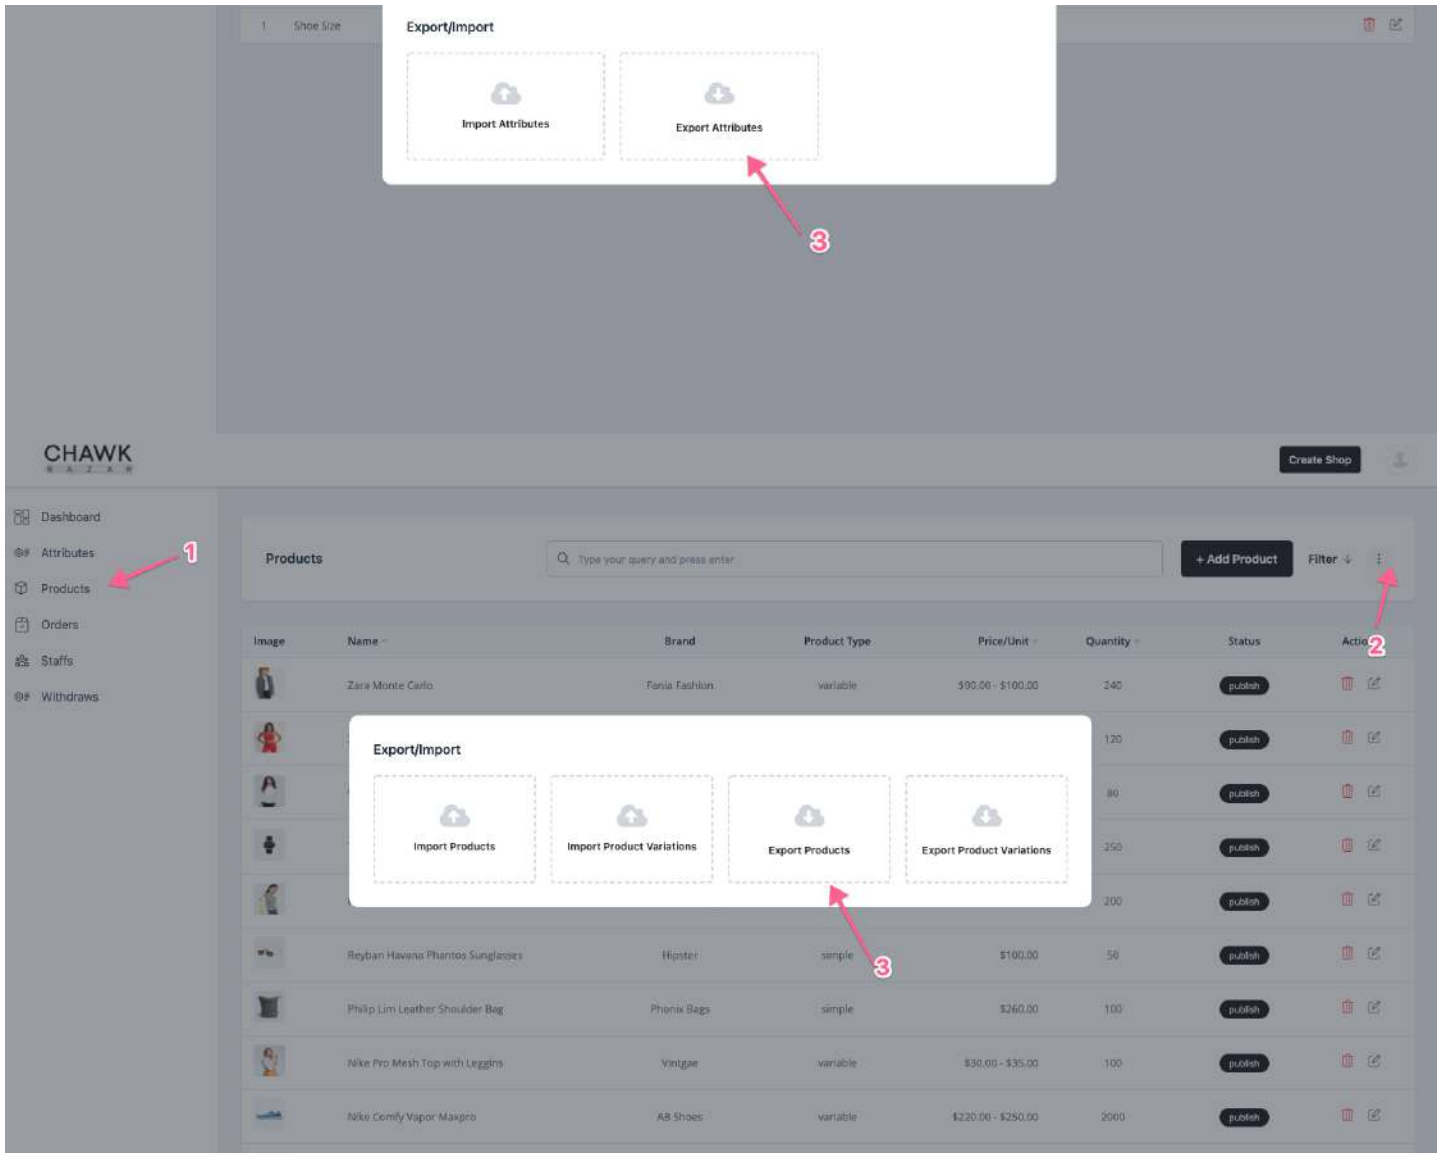 1 Shoe Size
Export/Import
Import Attributes Export Attributes
3
CHAWK
BAZAR
Create Shop
Dashboard
Attributes
1
Products
Orders
Staffs
Withdraws
Products
Type your query and press enter
+ Add Product
Filter ↓
2
Image Name Brand Product Type Price/Unit Quantity Status
Zara Monte Carlo Fania Fashion variable $90.00 - $100.00 240 publish
120 publish
80 publish
250 publish
200 publish
Export/Import
Import Products Import Product Variations Export Products Export Product Variations
3
Reyban Havana Phantos Sunglasses Hipster simple $100.00 50 publish
Philip Lim Leather Shoulder Bag Phonix Bags simple $260.00 100 publish
Nike Pro Mesh Top with Leggins Vintgae variable $30.00 - $35.00 100 publish
Nike Comfy Vapor Maxpro AB Shoes variable $220.00 - $250.00 2000 publish